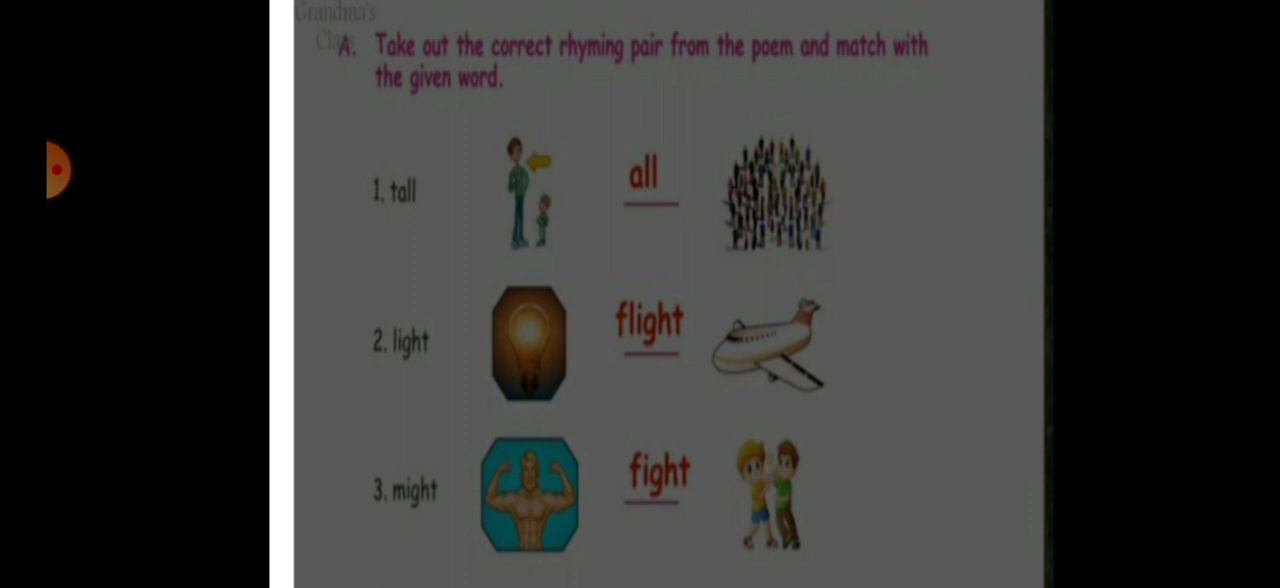 Grandma's
A. Take out the correct rhyming pair from the poem and match with
the given word.
1. tall all
2. light flight
3. might fight